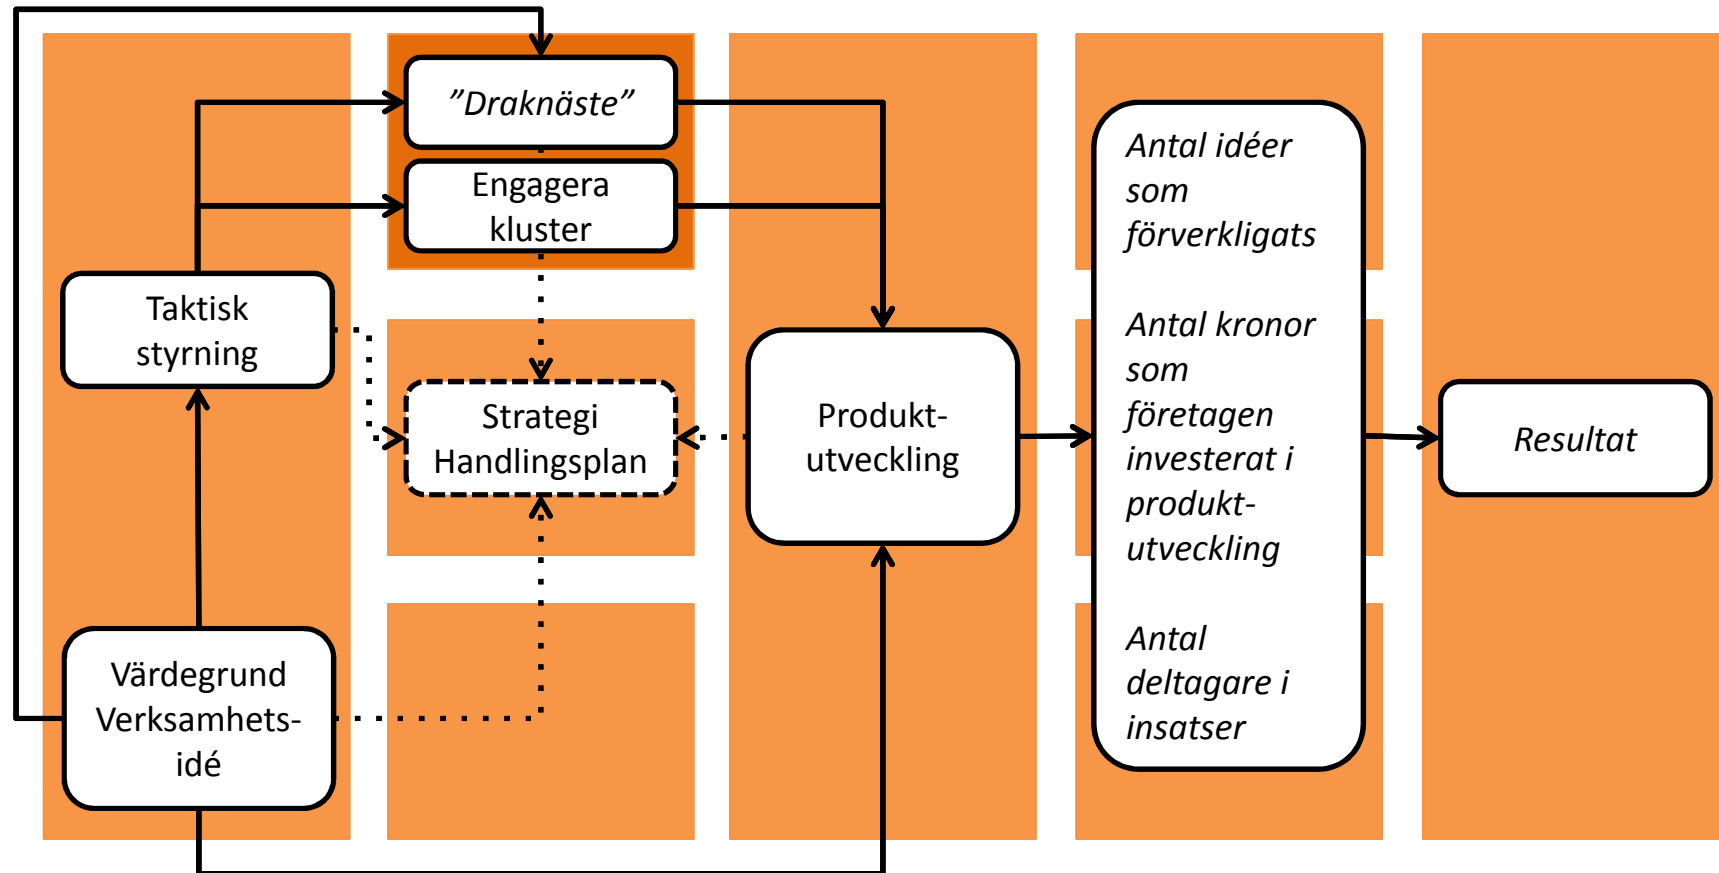 ”Draknäste”
Engagera
kluster
Taktisk
styrning
Strategi
Handlingsplan
Värdegrund
Verksamhets-
idé
Produkt-
utveckling
Antal idéer
som
förverkligats
Antal kronor
som
företagen
investerat i
produkt-
utveckling
Antal
deltagare i
insatser
Resultat